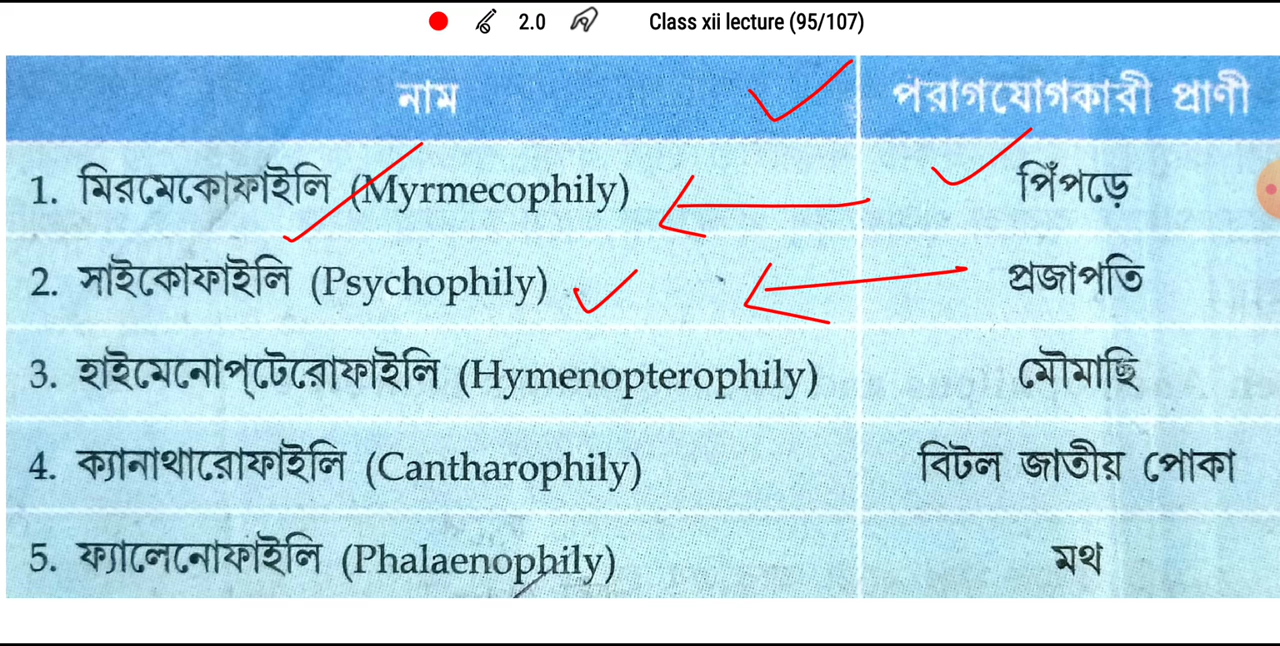 2.0 Class xii lecture (95/107)
নাম পরাগযোগকারী প্রাণী
1. মিরমেকোফাইলি (Myrmecophily) পিঁপড়ে
2. সাইকোফাইলি (Psychophily) প্রজাপতি
3. হাইমেনোপ্‌টেরোফাইলি (Hymenopterophily) মৌমাছি
4. ক্যানাথারোফাইলি (Cantharophily) বিটল জাতীয় পোকা
5. ফ্যালেনোফাইলি (Phalaenophily) মথ